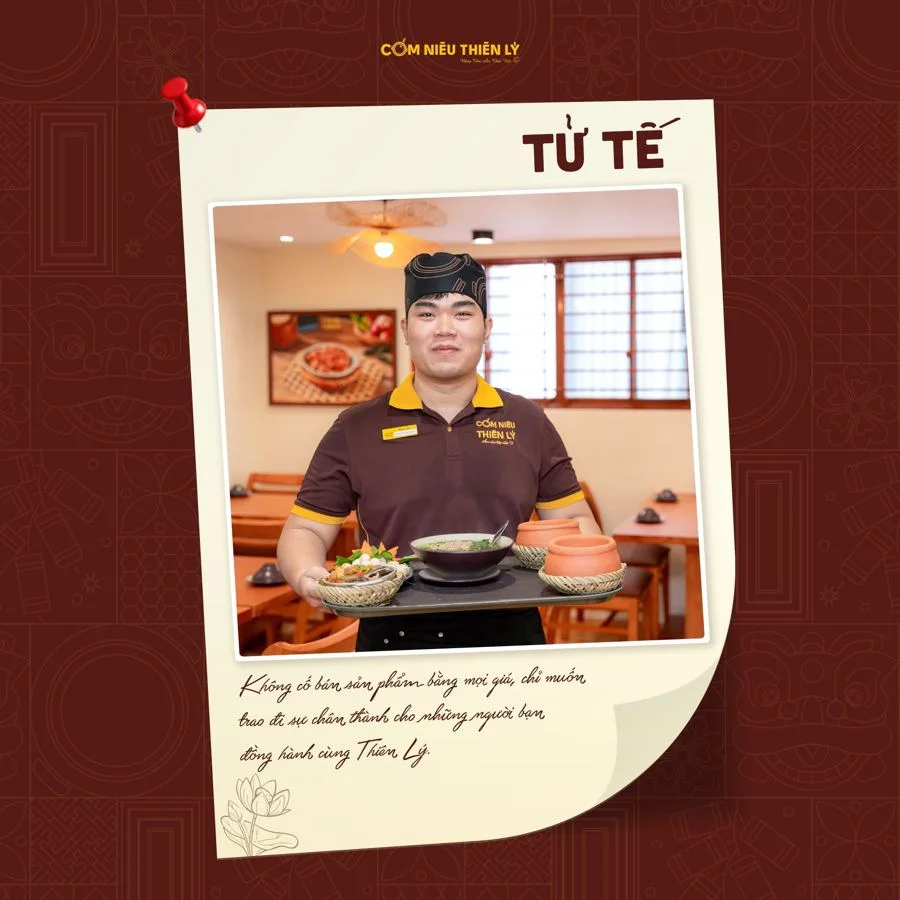 CƠM NIÊU THIÊN LÝ
TỬ TẾ
CƠM NIÊU
THIÊN LÝ
Không cố bán sản phẩm bằng mọi giá, chỉ muốn
trao đi sự chân thành cho những người bạn
đồng hành cùng Thiên Lý.